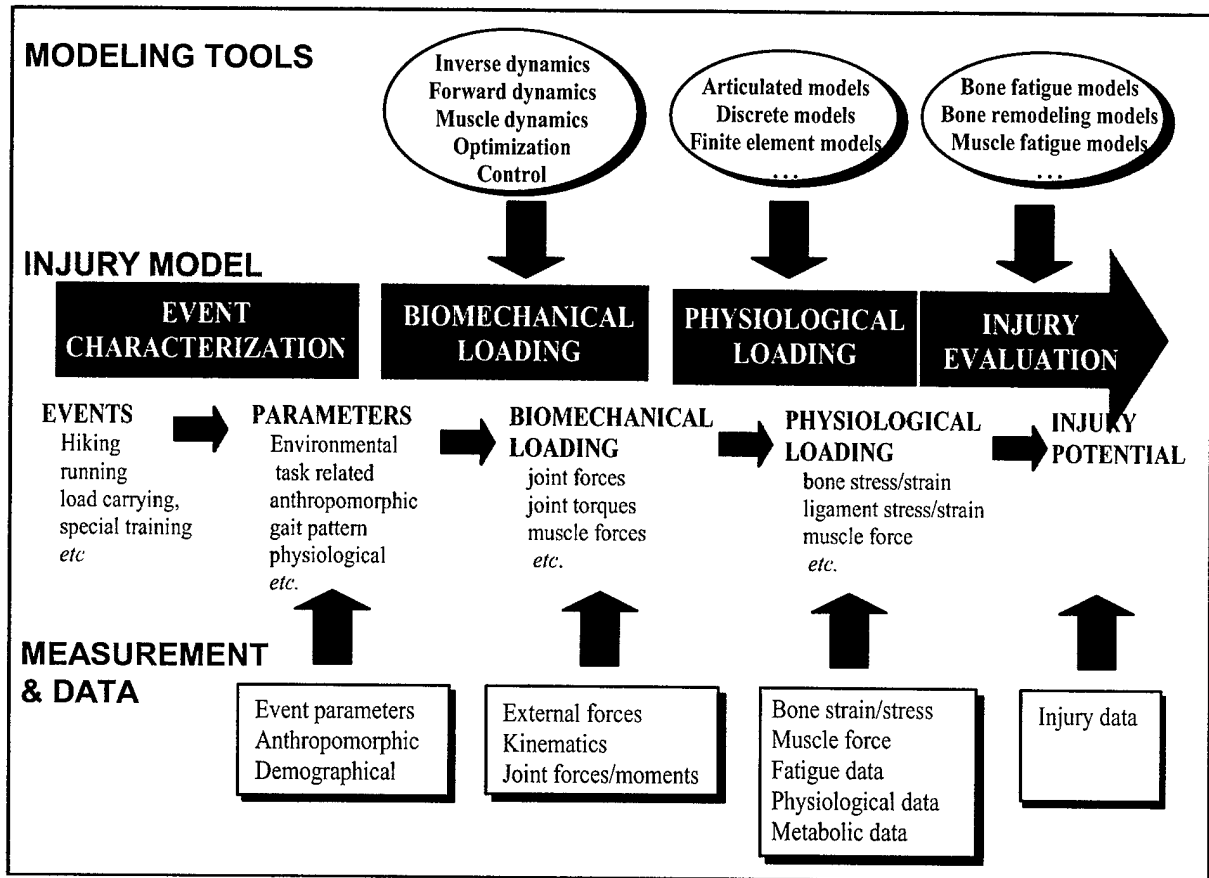 MODELING TOOLS
Inverse dynamics
Forward dynamics
Muscle dynamics
Optimization
Control
Articulated models
Discrete models
Finite element models
...
Bone fatigue models
Bone remodeling models
Muscle fatigue models
...
INJURY MODEL
EVENT
CHARACTERIZATION
BIOMECHANICAL
LOADING
PHYSIOLOGICAL
LOADING
INJURY
EVALUATION
EVENTS
Hiking
running
load carrying,
special training
etc
PARAMETERS
Environmental
task related
anthropomorphic
gait pattern
physiological
etc.
BIOMECHANICAL
LOADING
joint forces
joint torques
muscle forces
etc.
PHYSIOLOGICAL
LOADING
bone stress/strain
ligament stress/strain
muscle force
etc.
INJURY
POTENTIAL
MEASUREMENT
& DATA
Event parameters
Anthropomorphic
Demographical
External forces
Kinematics
Joint forces/moments
Bone strain/stress
Muscle force
Fatigue data
Physiological data
Metabolic data
Injury data